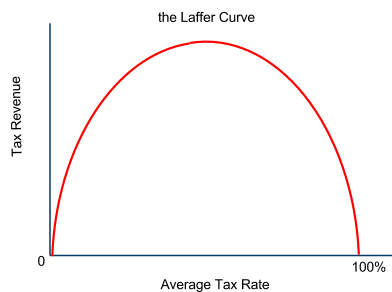 the Laffer Curve
Tax Revenue
0
100%
Average Tax Rate